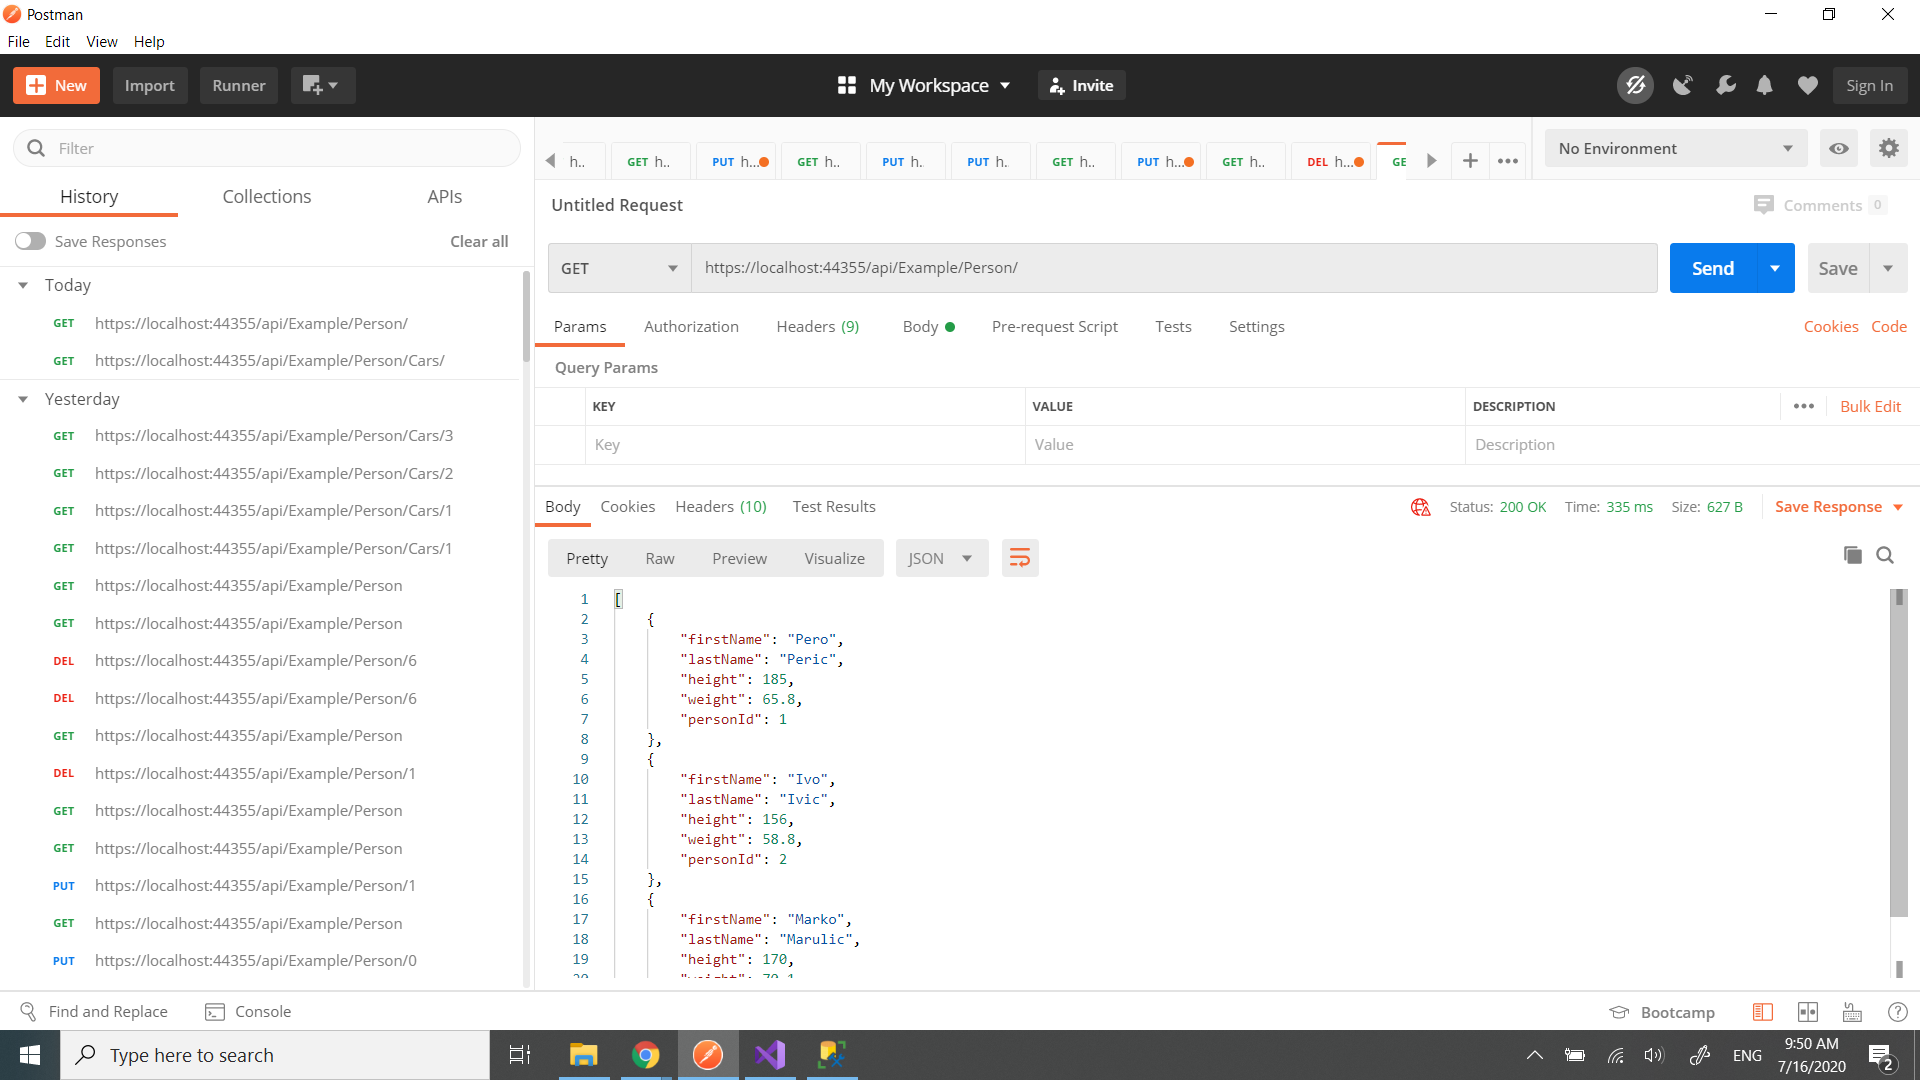 Postman
File Edit View Help
New Import Runner My Workspace Invite Sign In
Filter
History Collections APIs
Save Responses Clear all
Today
GET https://localhost:44355/api/Example/Person/
GET https://localhost:44355/api/Example/Person/Cars/
Yesterday
GET https://localhost:44355/api/Example/Person/Cars/3
GET https://localhost:44355/api/Example/Person/Cars/2
GET https://localhost:44355/api/Example/Person/Cars/1
GET https://localhost:44355/api/Example/Person/Cars/1
GET https://localhost:44355/api/Example/Person
GET https://localhost:44355/api/Example/Person
DEL https://localhost:44355/api/Example/Person/6
DEL https://localhost:44355/api/Example/Person/6
GET https://localhost:44355/api/Example/Person
DEL https://localhost:44355/api/Example/Person/1
GET https://localhost:44355/api/Example/Person
GET https://localhost:44355/api/Example/Person
PUT https://localhost:44355/api/Example/Person/1
GET https://localhost:44355/api/Example/Person
PUT https://localhost:44355/api/Example/Person/0
h.. GET h.. PUT h... GET h.. PUT h. PUT h. GET h.. PUT h... GET h.. DEL h... GE
No Environment
Untitled Request Comments 0
GET https://localhost:44355/api/Example/Person/ Send Save
Params Authorization Headers (9) Body Pre-request Script Tests Settings Cookies Code
Query Params
KEY VALUE DESCRIPTION Bulk Edit
Key Value Description
Body Cookies Headers (10) Test Results Status: 200 OK Time: 335 ms Size: 627 B Save Response
Pretty Raw Preview Visualize JSON
1 [
2 {
3 "firstName": "Pero",
4 "lastName": "Peric",
5 "height": 185,
6 "weight": 65.8,
7 "personId": 1
8 },
9 {
10 "firstName": "Ivo",
11 "lastName": "Ivic",
12 "height": 156,
13 "weight": 58.8,
14 "personId": 2
15 },
16 {
17 "firstName": "Marko",
18 "lastName": "Marulic",
19 "height": 170,
Find and Replace Console Bootcamp
Type here to search
ENG
9:50 AM
7/16/2020
2